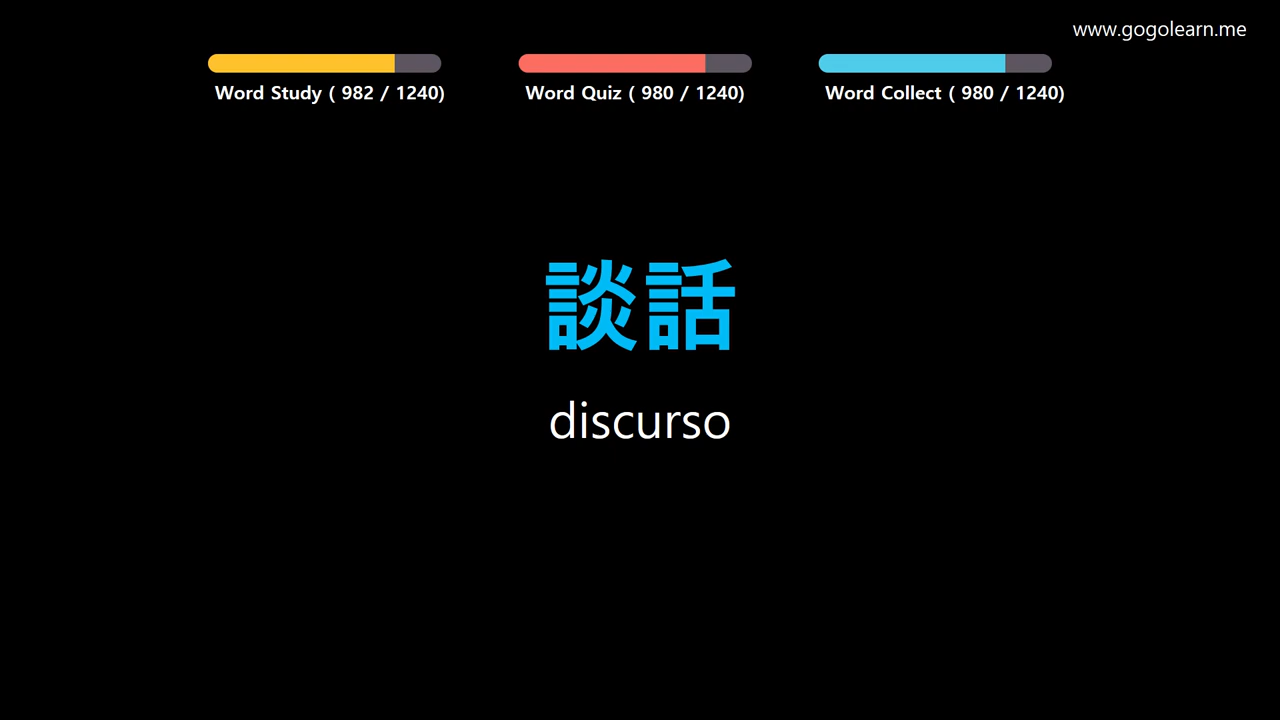 www.gogolearn.me
Word Study ( 982 / 1240)
Word Quiz ( 980 / 1240)
Word Collect ( 980 / 1240)
談話
discurso